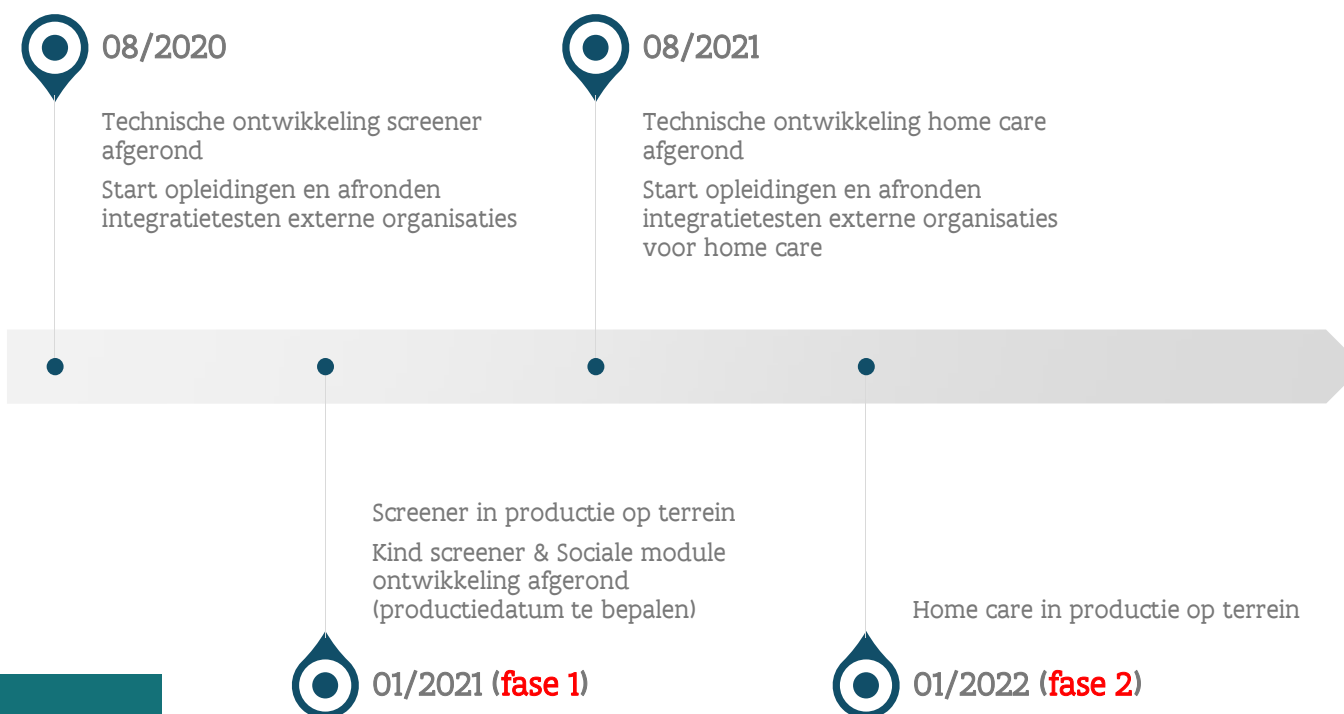 08/2020
Technische ontwikkeling screener
afgerond
Start opleidingen en afronden
integratietesten externe organisaties
08/2021
Technische ontwikkeling home care
afgerond
Start opleidingen en afronden
integratietesten externe organisaties
voor home care
Screener in productie op terrein
Kind screener & Sociale module
ontwikkeling afgerond
(productiedatum te bepalen)
01/2021 (fase 1)
Home care in productie op terrein
01/2022 (fase 2)